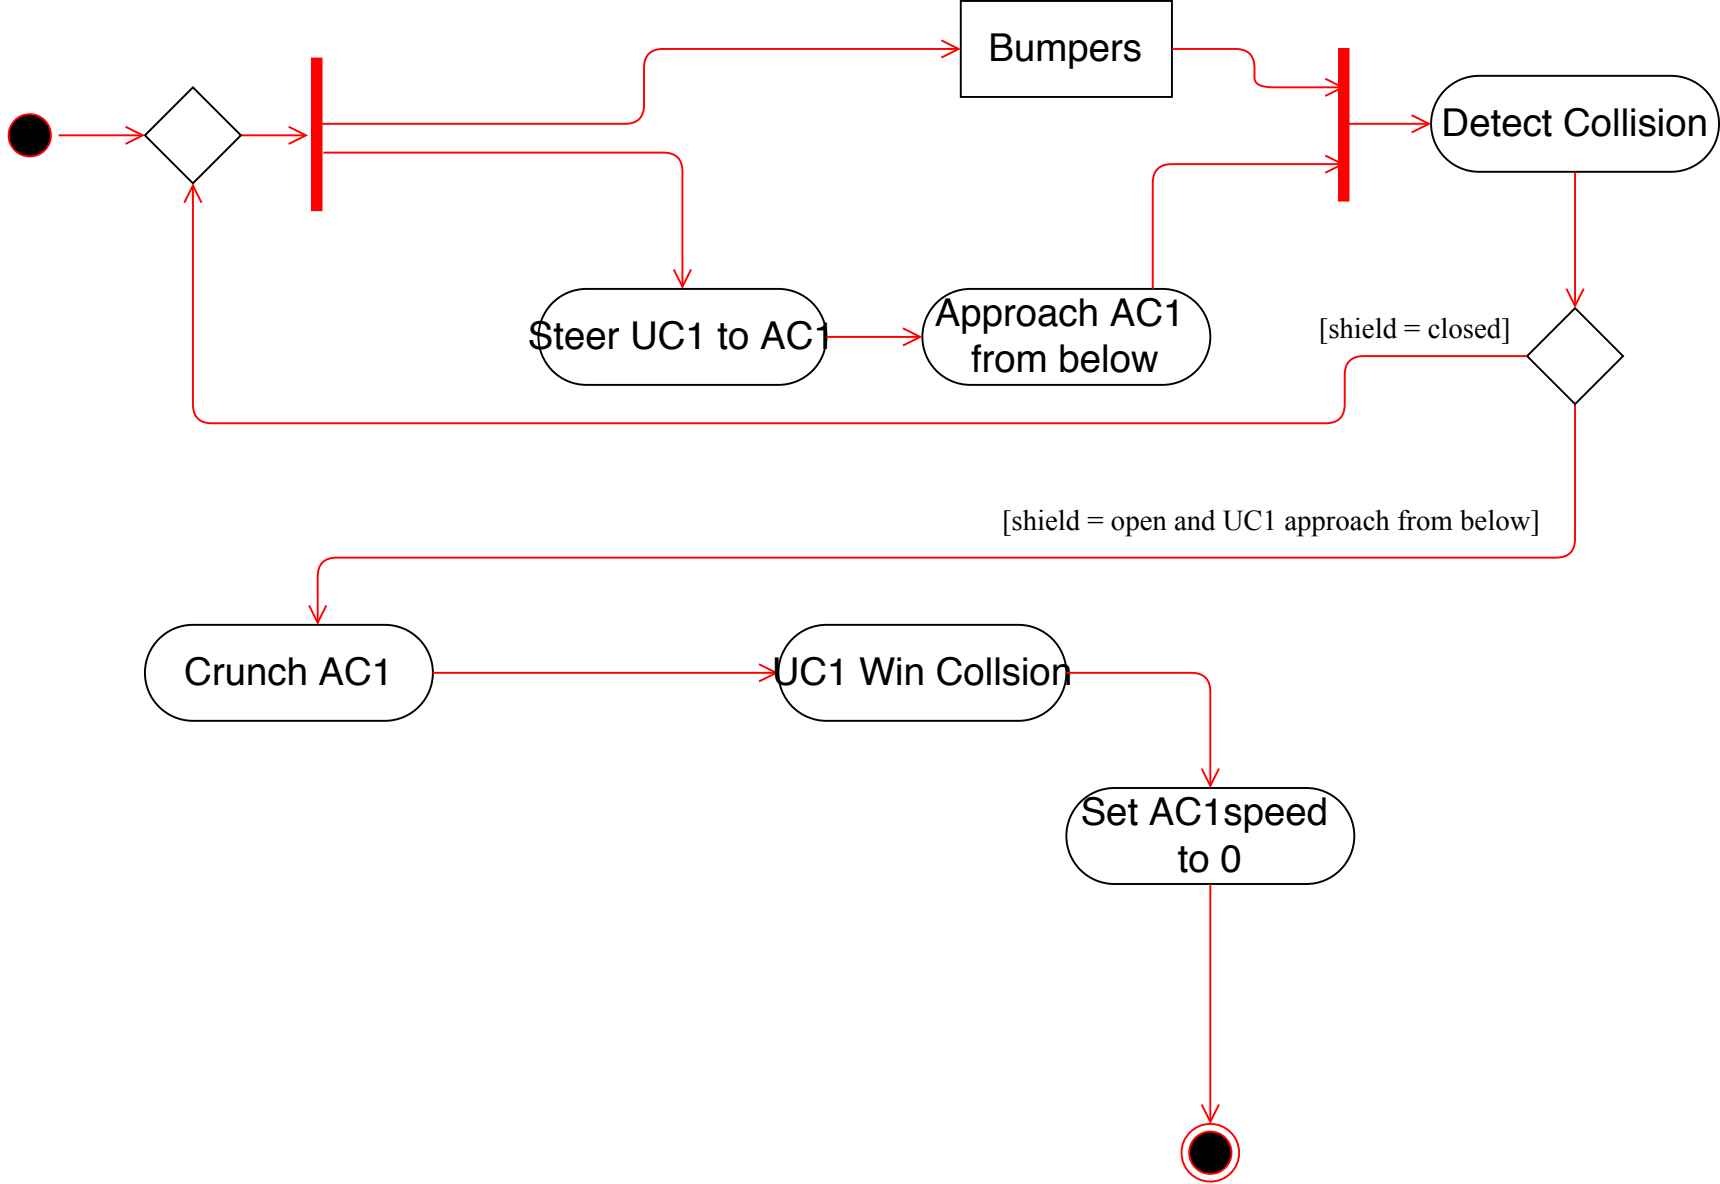 Bumpers
Detect Collision
Steer UC1 to AC1
Approach AC1
from below
[shield = closed]
[shield = open and UC1 approach from below]
Crunch AC1
UC1 Win Collsion
Set AC1speed
to 0